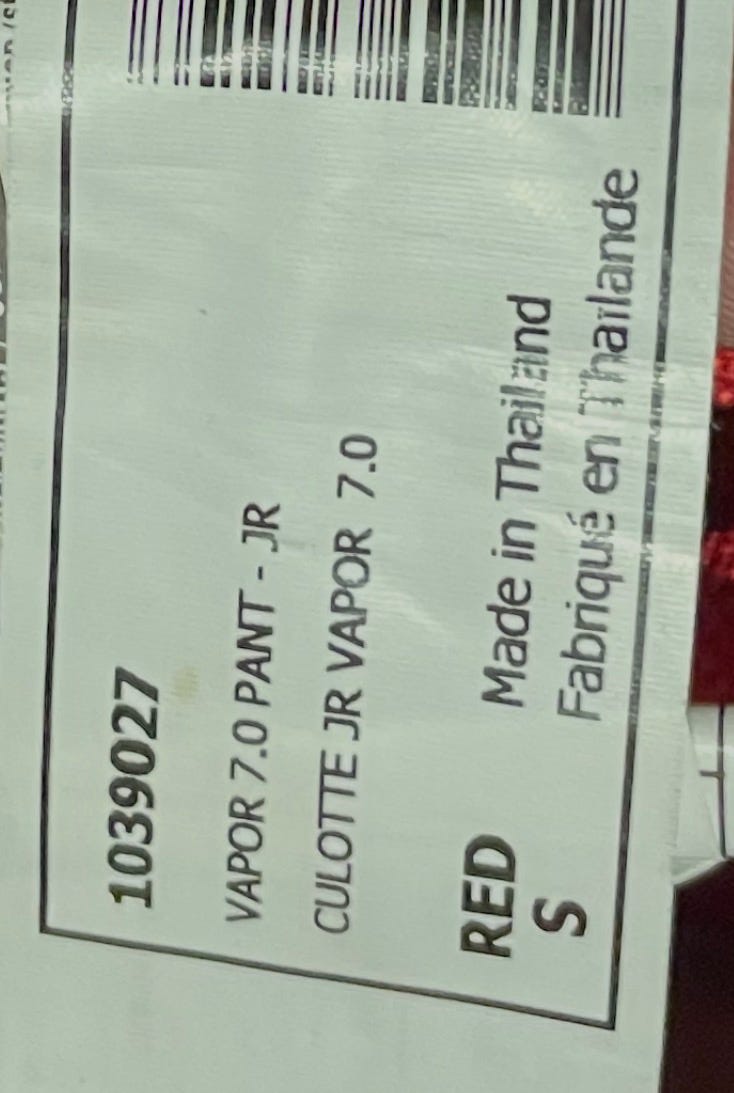 1039027
VAPOR 7.0 PANT - JR
CULOTTE JR VAPOR 7.0
RED Made in Thailand
S Fabriqué en Thaïlande